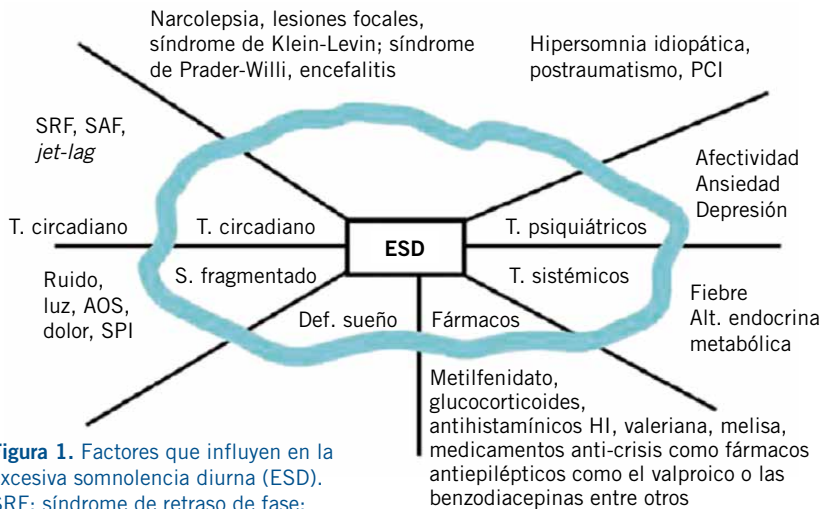 Narcolepsia, lesiones focales,
síndrome de Klein-Levin; síndrome
de Prader-Willi, encefalitis
Hipersomnia idiopática,
postraumatismo, PCI
SRF, SAF,
jet-lag
Afectividad
Ansiedad
Depresión
T. circadiano
T. circadiano
ESD
T. psiquiátricos
Ruido,
luz, AOS,
dolor, SPI
S. fragmentado
T. sistémicos
Fiebre
Alt. endocrina
metabólica
Def. sueño
Fármacos
Metilfenidato,
glucocorticoides,
antihistamínicos HI, valeriana, melisa,
medicamentos anti-crisis como fármacos
antiepilépticos como el valproico o las
benzodiacepinas entre otros
igura 1. Factores que influyen en la
xcesiva somnolencia diurna (ESD).
SRF: síndrome de retraso de fase;